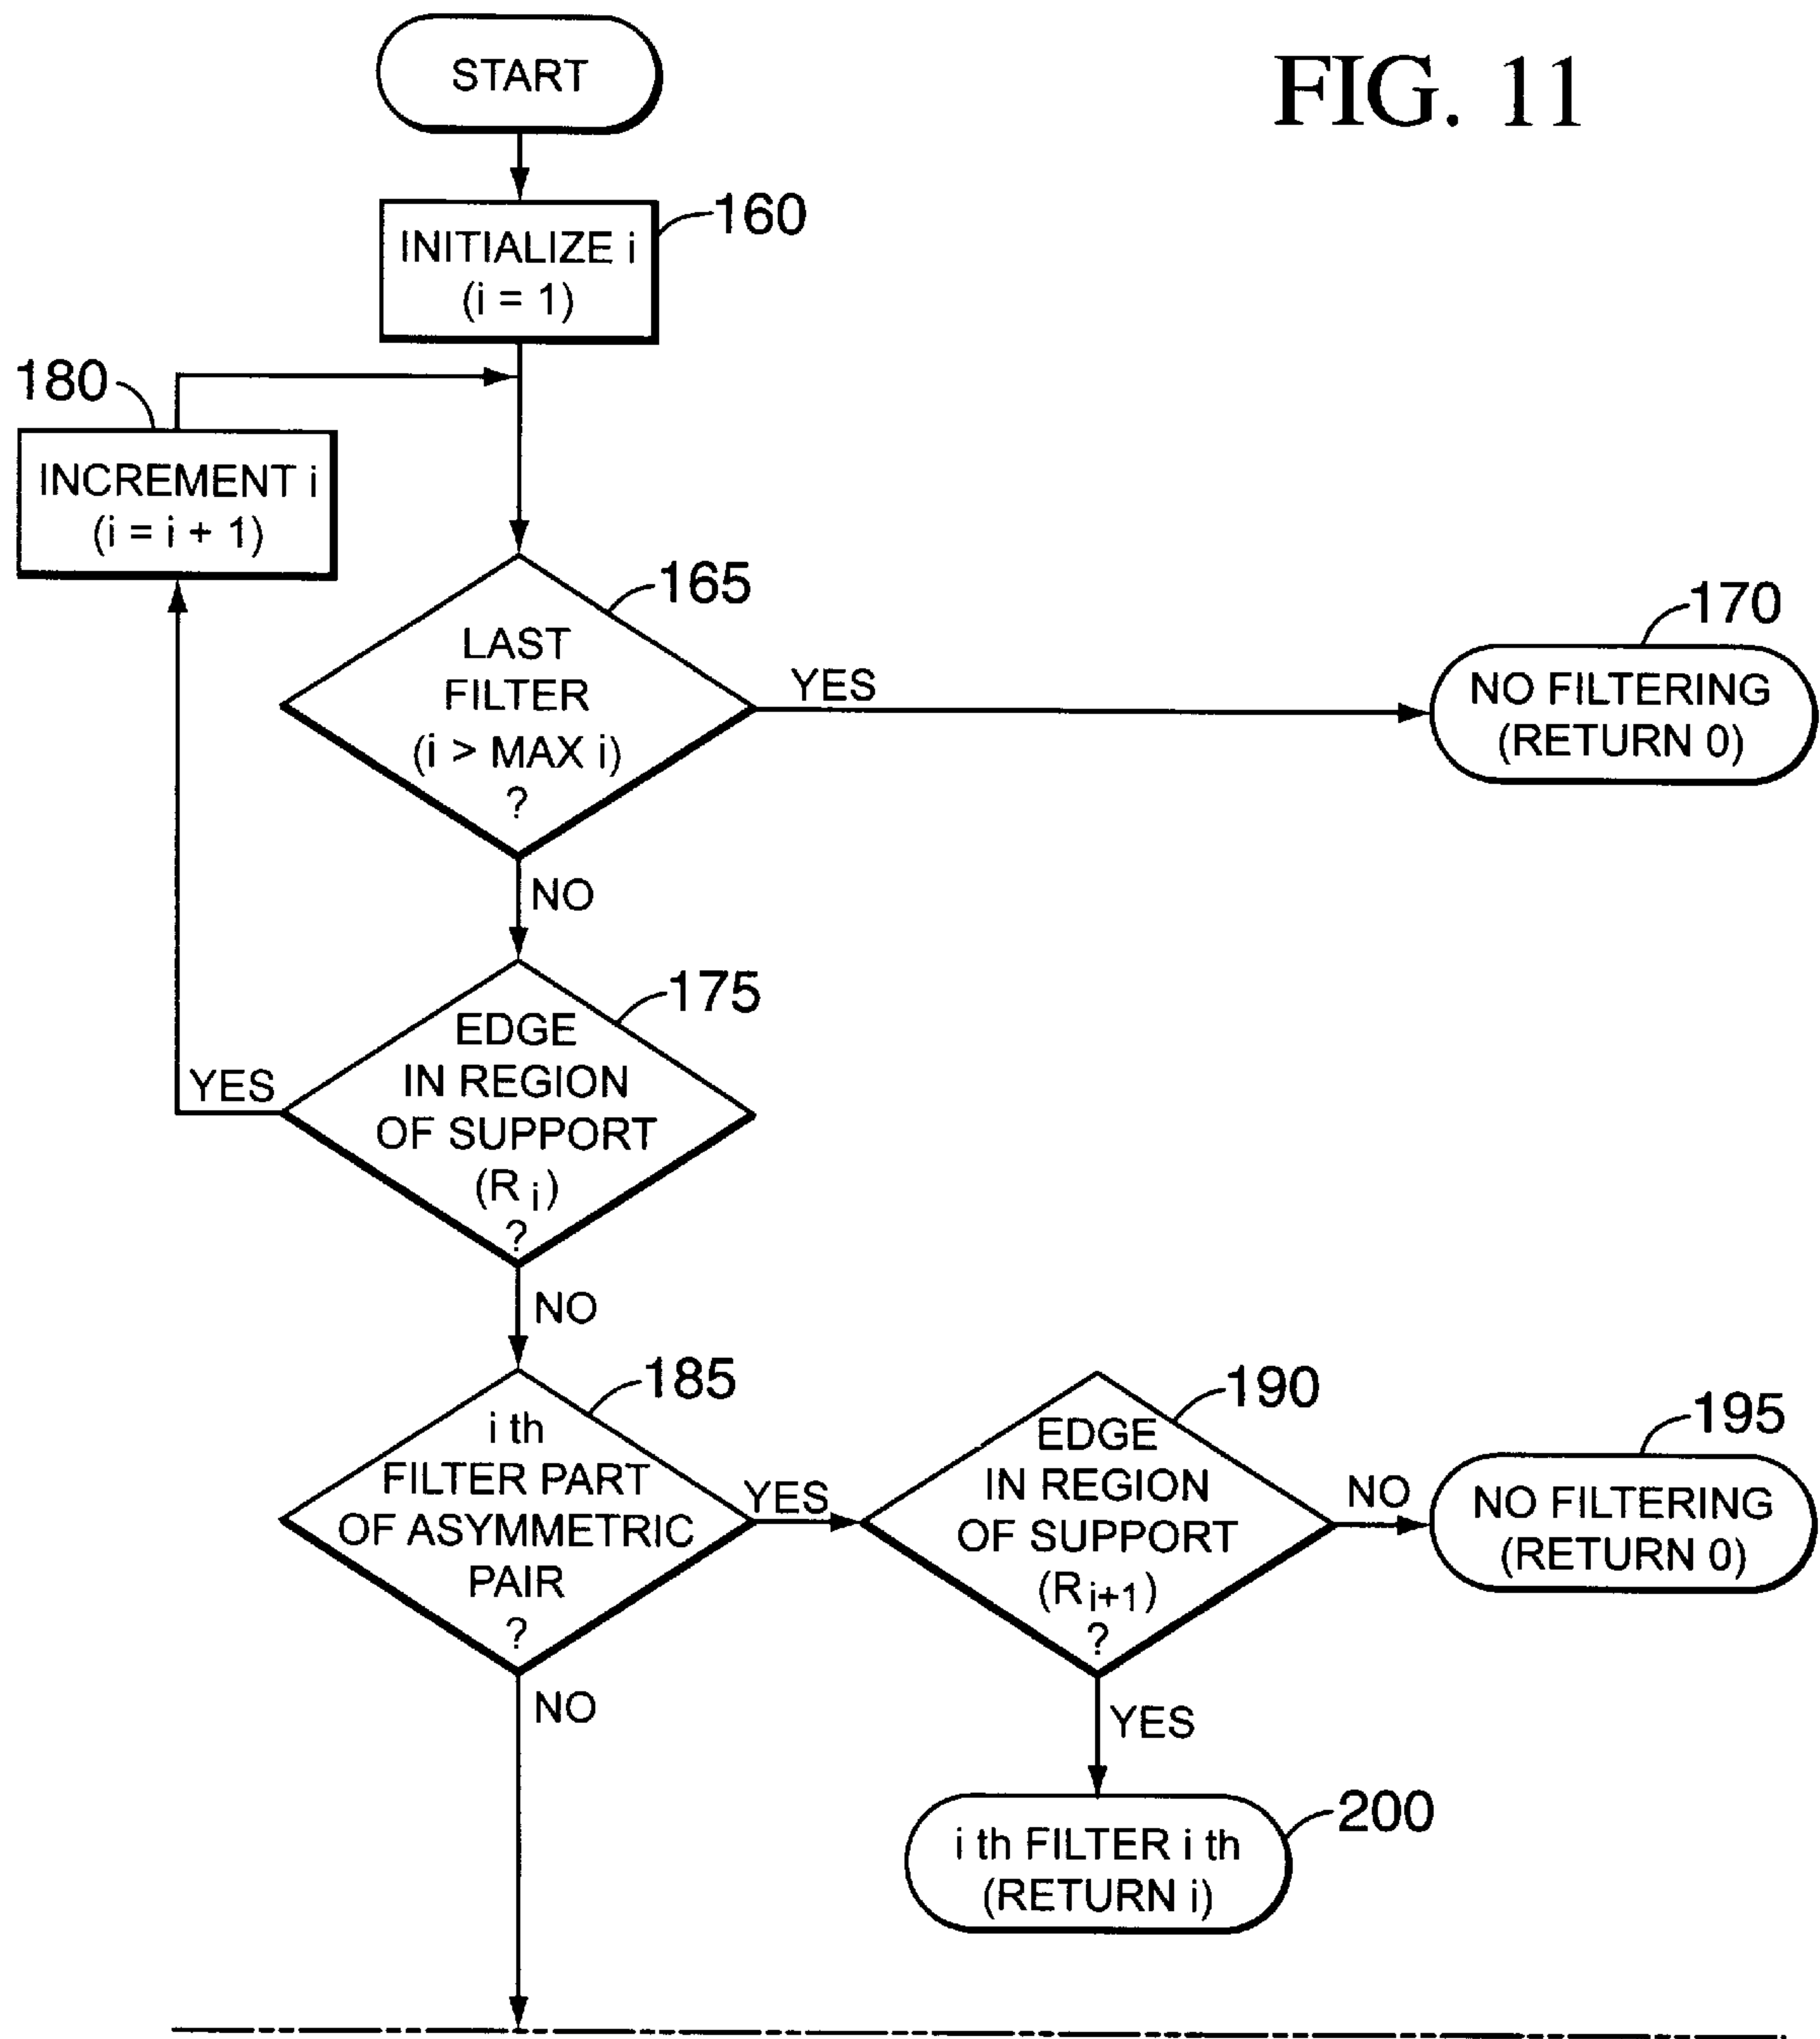 FIG. 11
START
160
INITIALIZE i
(i = 1)
180
INCREMENT i
(i = i + 1)
165
LAST
FILTER
(i > MAX i)
?
YES
170
NO FILTERING
(RETURN 0)
NO
175
EDGE
IN REGION
OF SUPPORT
(R i)
?
YES
NO
185
i th
FILTER PART
OF ASYMMETRIC
PAIR
?
YES
190
EDGE
IN REGION
OF SUPPORT
(R i+1)
?
NO
195
NO FILTERING
(RETURN 0)
NO
YES
200
i th FILTER i th
(RETURN i)